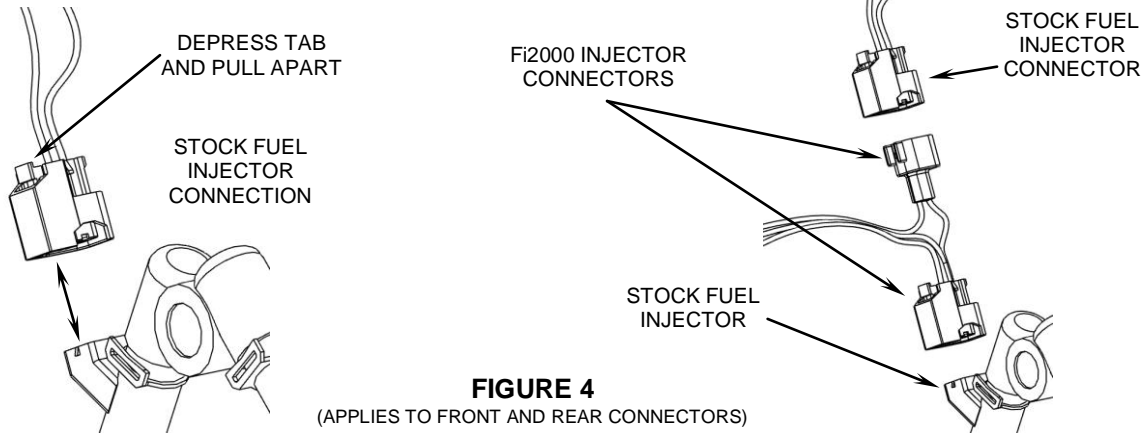 DEPRESS TAB
AND PULL APART
STOCK FUEL
INJECTOR
CONNECTION
Fi2000 INJECTOR
CONNECTORS
STOCK FUEL
INJECTOR
CONNECTOR
STOCK FUEL
INJECTOR
FIGURE 4
(APPLIES TO FRONT AND REAR CONNECTORS)